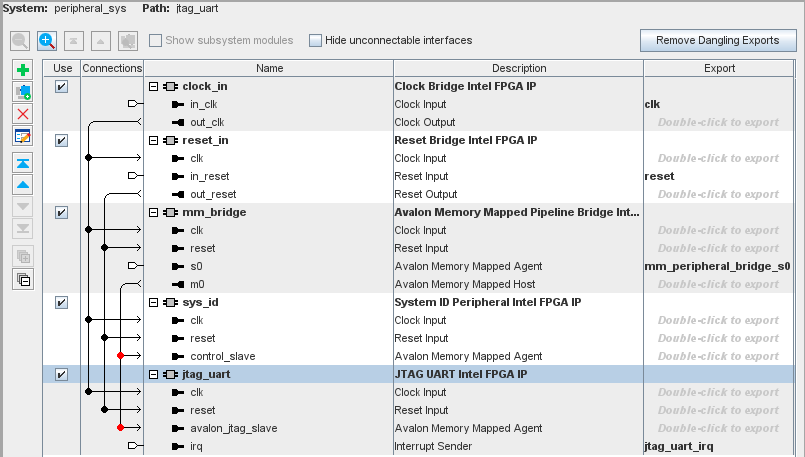 System: peripheral_sys Path: jtag_uart
Show subsystem modules Hide unconnectable interfaces Remove Dangling Exports
Use Connections Name Description Export
clock_in Clock Bridge Intel FPGA IP
in_clk Clock Input clk
out_clk Clock Output Double-click to export
reset_in Reset Bridge Intel FPGA IP
clk Clock Input Double-click to export
in_reset Reset Input reset
out_reset Reset Output Double-click to export
mm_bridge Avalon Memory Mapped Pipeline Bridge Int...
clk Clock Input Double-click to export
reset Reset Input Double-click to export
s0 Avalon Memory Mapped Agent mm_peripheral_bridge_s0
m0 Avalon Memory Mapped Host Double-click to export
sys_id System ID Peripheral Intel FPGA IP
clk Clock Input Double-click to export
reset Reset Input Double-click to export
control_slave Avalon Memory Mapped Agent Double-click to export
jtag_uart JTAG UART Intel FPGA IP
clk Clock Input Double-click to export
reset Reset Input Double-click to export
avalon_jtag_slave Avalon Memory Mapped Agent Double-click to export
irq Interrupt Sender jtag_uart_irq